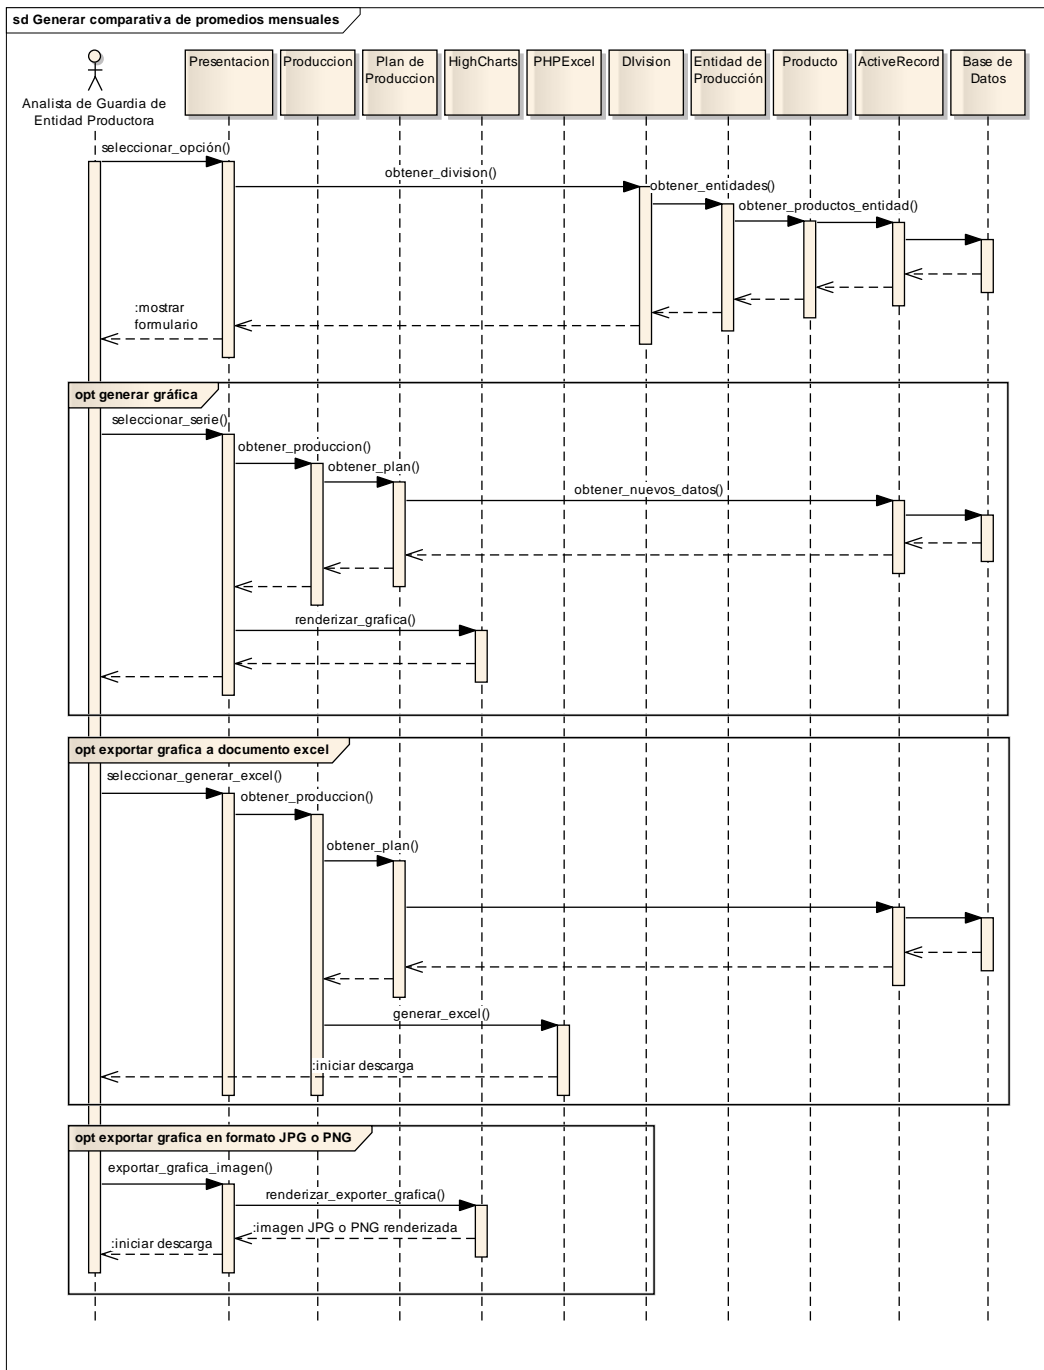 sd Generar comparativa de promedios mensuales
Analista de Guardia de
Entidad Productora
Presentacion
Produccion
Plan de
Produccion
HighCharts
PHPExcel
DIvision
Entidad de
Producción
Producto
ActiveRecord
Base de
Datos
seleccionar_opción()
obtener_division()
obtener_entidades()
obtener_productos_entidad()
:mostrar
formulario
opt generar gráfica
seleccionar_serie()
obtener_produccion()
obtener_plan()
obtener_nuevos_datos()
renderizar_grafica()
opt exportar grafica a documento excel
seleccionar_generar_excel()
obtener_produccion()
obtener_plan()
generar_excel()
:iniciar descarga
opt exportar grafica en formato JPG o PNG
exportar_grafica_imagen()
renderizar_exporter_grafica()
:imagen JPG o PNG renderizada
:iniciar descarga